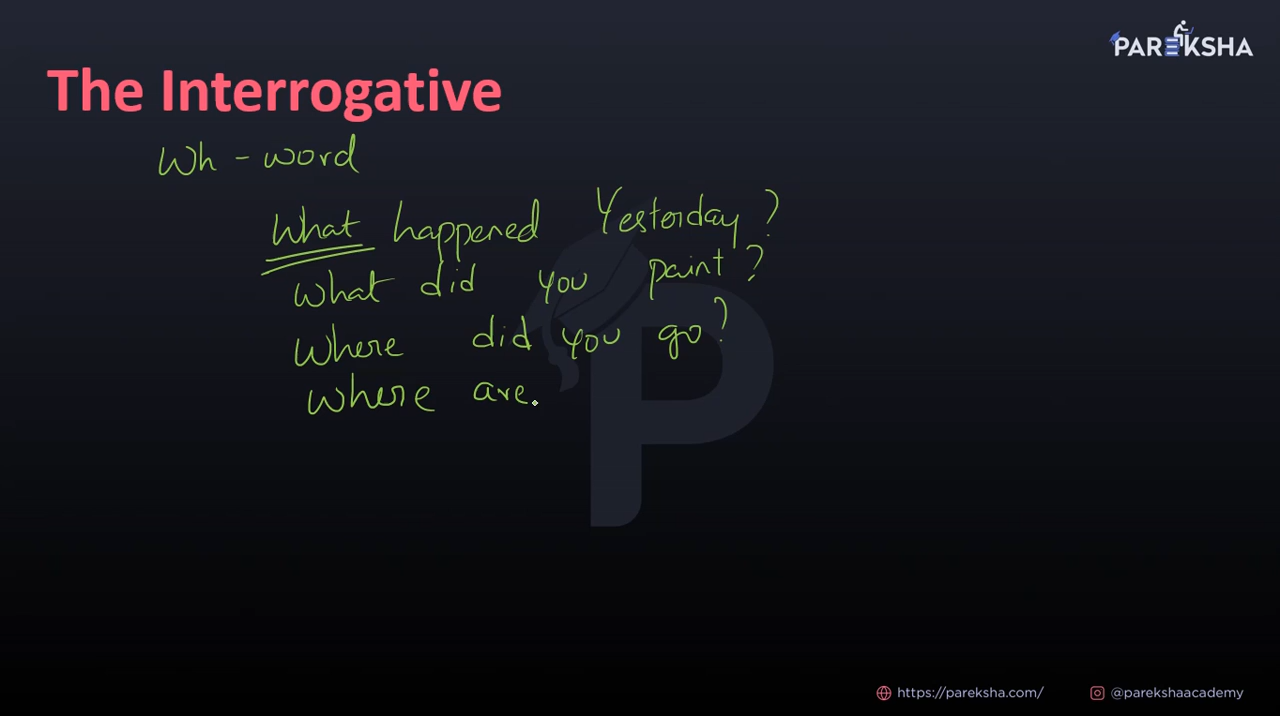 PAREKSHA
The Interrogative
Wh - word
What happened Yesterday?
What did you paint?
Where did you go?
Where are
https://pareksha.com/
@parekshaacademy